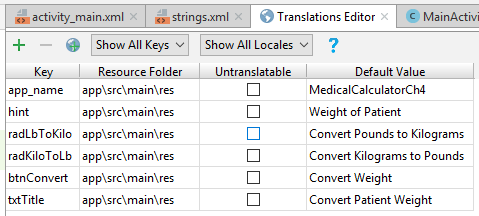 activity_main.xml strings.xml Translations Editor MainActiv
Show All Keys Show All Locales ?
Key Resource Folder Untranslatable Default Value
app_name app\src\main\res MedicalCalculatorCh4
hint app\src\main\res Weight of Patient
radLbToKilo app\src\main\res Convert Pounds to Kilograms
radKiloToLb app\src\main\res Convert Kilograms to Pounds
btnConvert app\src\main\res Convert Weight
txtTitle app\src\main\res Convert Patient Weight